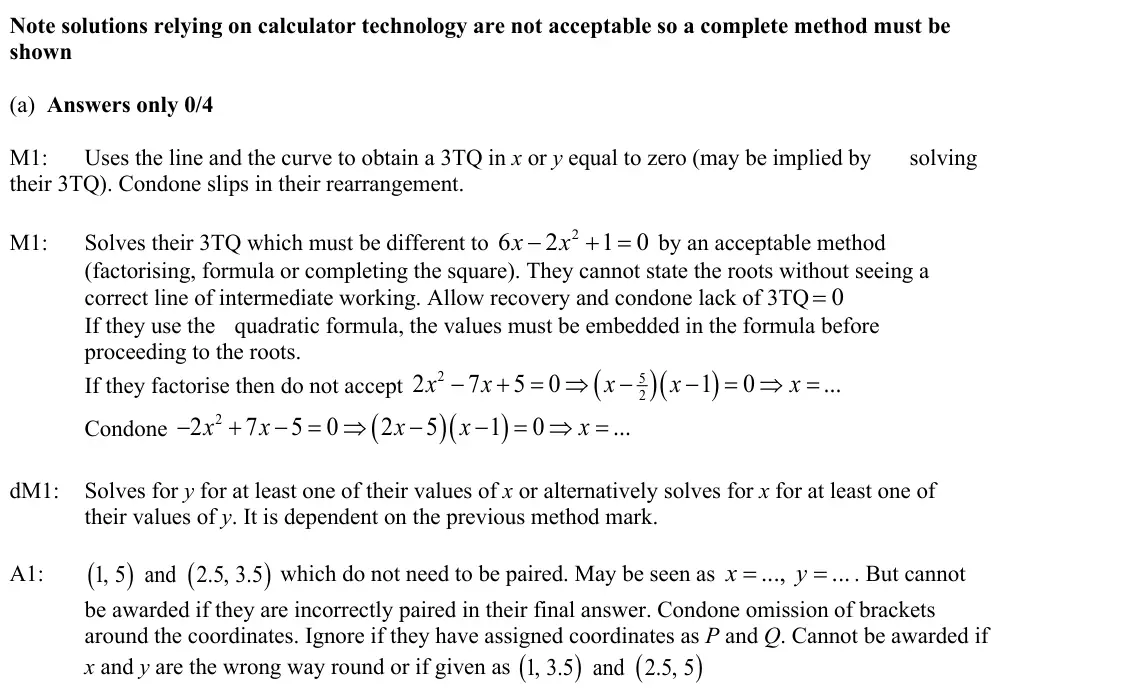 Note solutions relying on calculator technology are not acceptable so a complete method must be
shown
(a) Answers only 0/4
M1: Uses the line and the curve to obtain a 3TQ in x or y equal to zero (may be implied by solving
their 3TQ). Condone slips in their rearrangement.
M1: Solves their 3TQ which must be different to 6x − 2x² + 1 = 0 by an acceptable method
(factorising, formula or completing the square). They cannot state the roots without seeing a
correct line of intermediate working. Allow recovery and condone lack of 3TQ = 0
If they use the quadratic formula, the values must be embedded in the formula before
proceeding to the roots.
If they factorise then do not accept 2x² − 7x + 5 = 0 ⇒ (x − 5/2)(x − 1) = 0 ⇒ x = ...
Condone −2x² + 7x − 5 = 0 ⇒ (2x − 5)(x − 1) = 0 ⇒ x = ...
dM1: Solves for y for at least one of their values of x or alternatively solves for x for at least one of
their values of y. It is dependent on the previous method mark.
A1: (1, 5) and (2.5, 3.5) which do not need to be paired. May be seen as x = ..., y = .... But cannot
be awarded if they are incorrectly paired in their final answer. Condone omission of brackets
around the coordinates. Ignore if they have assigned coordinates as P and Q. Cannot be awarded if
x and y are the wrong way round or if given as (1, 3.5) and (2.5, 5)